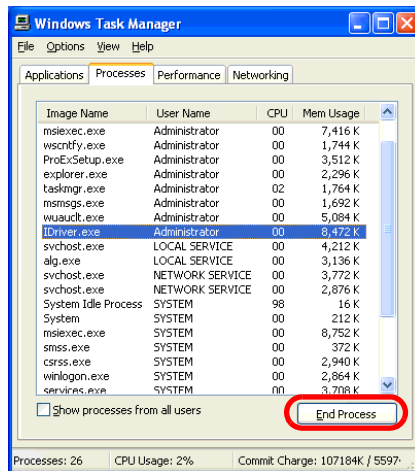 Windows Task Manager
File Options View Help
Applications Processes Performance Networking
Image Name User Name CPU Mem Usage
msiexec.exe Administrator 00 7,416 K
wscntfy.exe Administrator 00 1,744 K
ProExSetup.exe Administrator 00 3,512 K
explorer.exe Administrator 00 2,296 K
taskmgr.exe Administrator 02 1,764 K
msmsgs.exe Administrator 00 1,692 K
wuauclt.exe Administrator 00 5,084 K
IDriver.exe Administrator 00 8,472 K
svchost.exe LOCAL SERVICE 00 4,212 K
alg.exe LOCAL SERVICE 00 3,136 K
svchost.exe NETWORK SERVICE 00 3,772 K
svchost.exe NETWORK SERVICE 00 2,876 K
System Idle Process SYSTEM 98 16 K
System SYSTEM 00 212 K
msiexec.exe SYSTEM 00 8,752 K
smss.exe SYSTEM 00 372 K
csrss.exe SYSTEM 00 2,940 K
winlogon.exe SYSTEM 00 2,864 K
services.exe SYSTEM 00 3,708 K
Show processes from all users End Process
Processes: 26 CPU Usage: 2% Commit Charge: 107184K / 5597